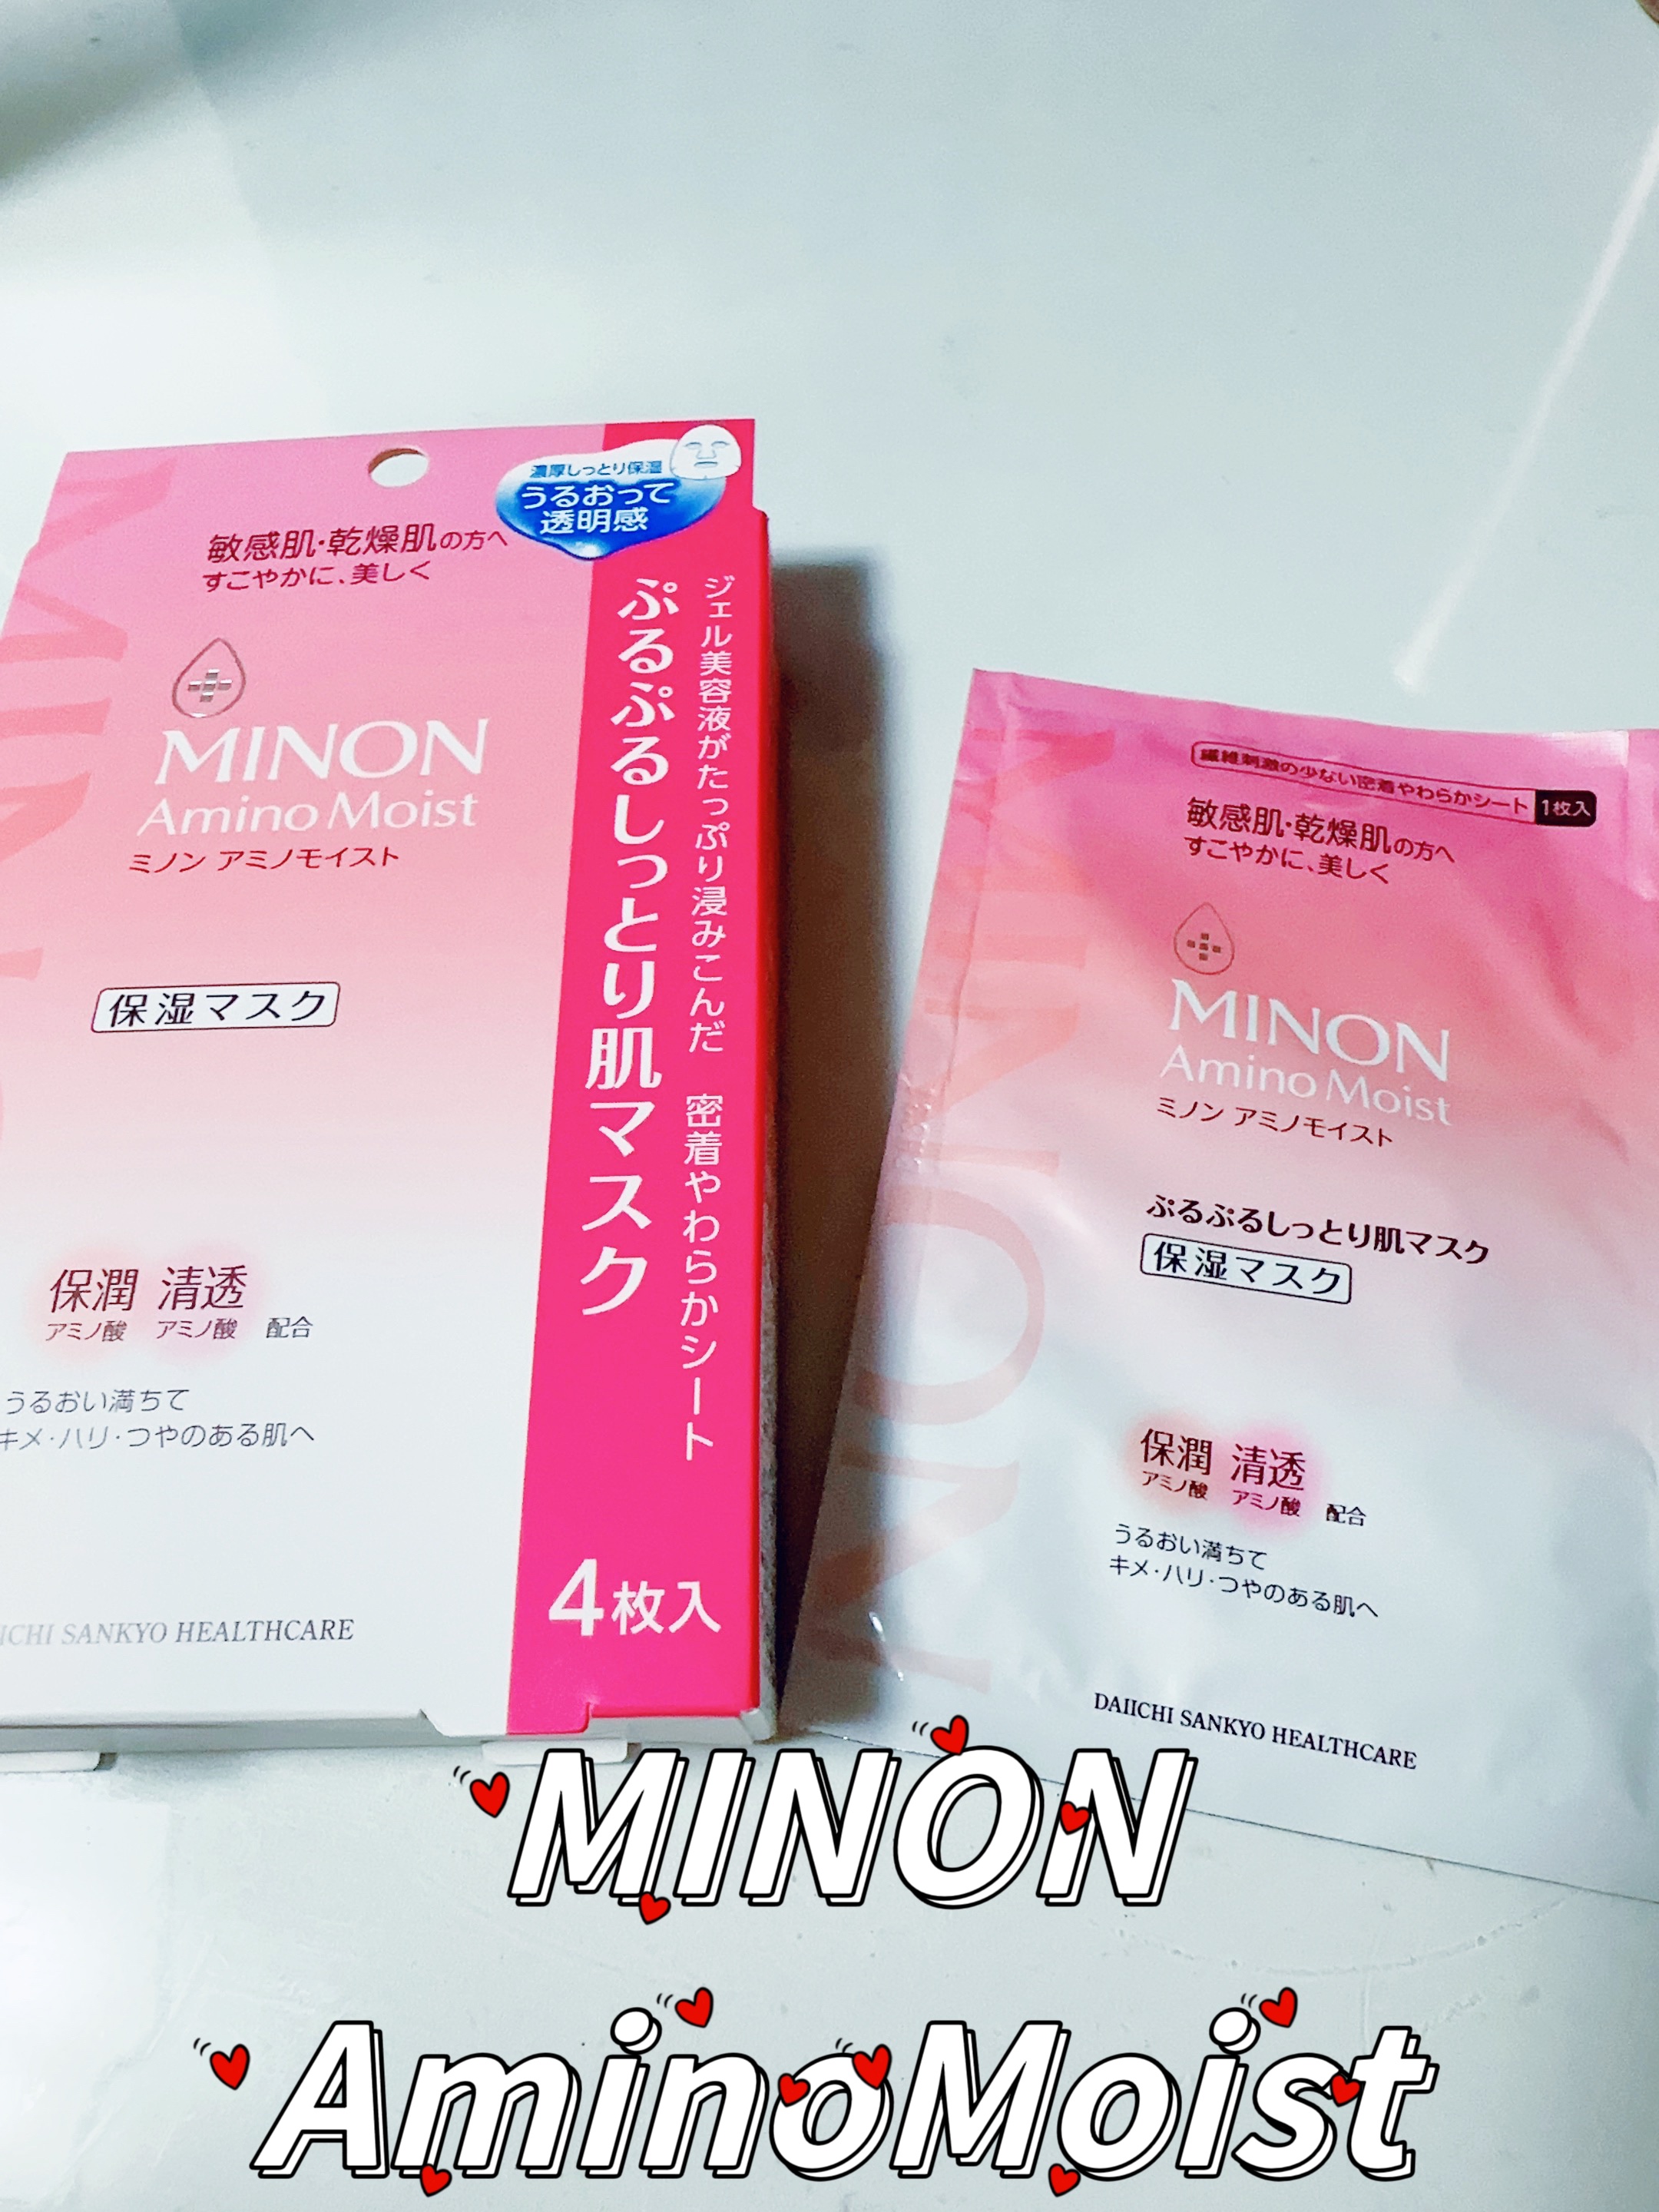 濃厚しっとり保湿
うるおって
透明感
敏感肌・乾燥肌の方へ
すこやかに、美しく
MINON
Amino Moist
ミノン アミノモイスト
保湿マスク
ジェル美容液がたっぷり浸みこんだ 密着やわらかシート
ぷるぷるしっとり肌マスク
保潤 清透
アミノ酸 アミノ酸 配合
うるおい満ちて
キメ・ハリ・つやのある肌へ
4枚入
SANKYO HEALTHCARE
繊維刺激の少ない密着やわらかシート 1枚入
敏感肌・乾燥肌の方へ
すこやかに、美しく
MINON
MINON
Amino Moist
ミノン アミノモイスト
ぷるぷるしっとり肌マスク
保湿マスク
保潤 清透
アミノ酸 アミノ酸 配合
うるおい満ちて
キメ・ハリ・つやのある肌へ
DAIICHI SANKYO HEALTHCARE
MINON
AminoMoist